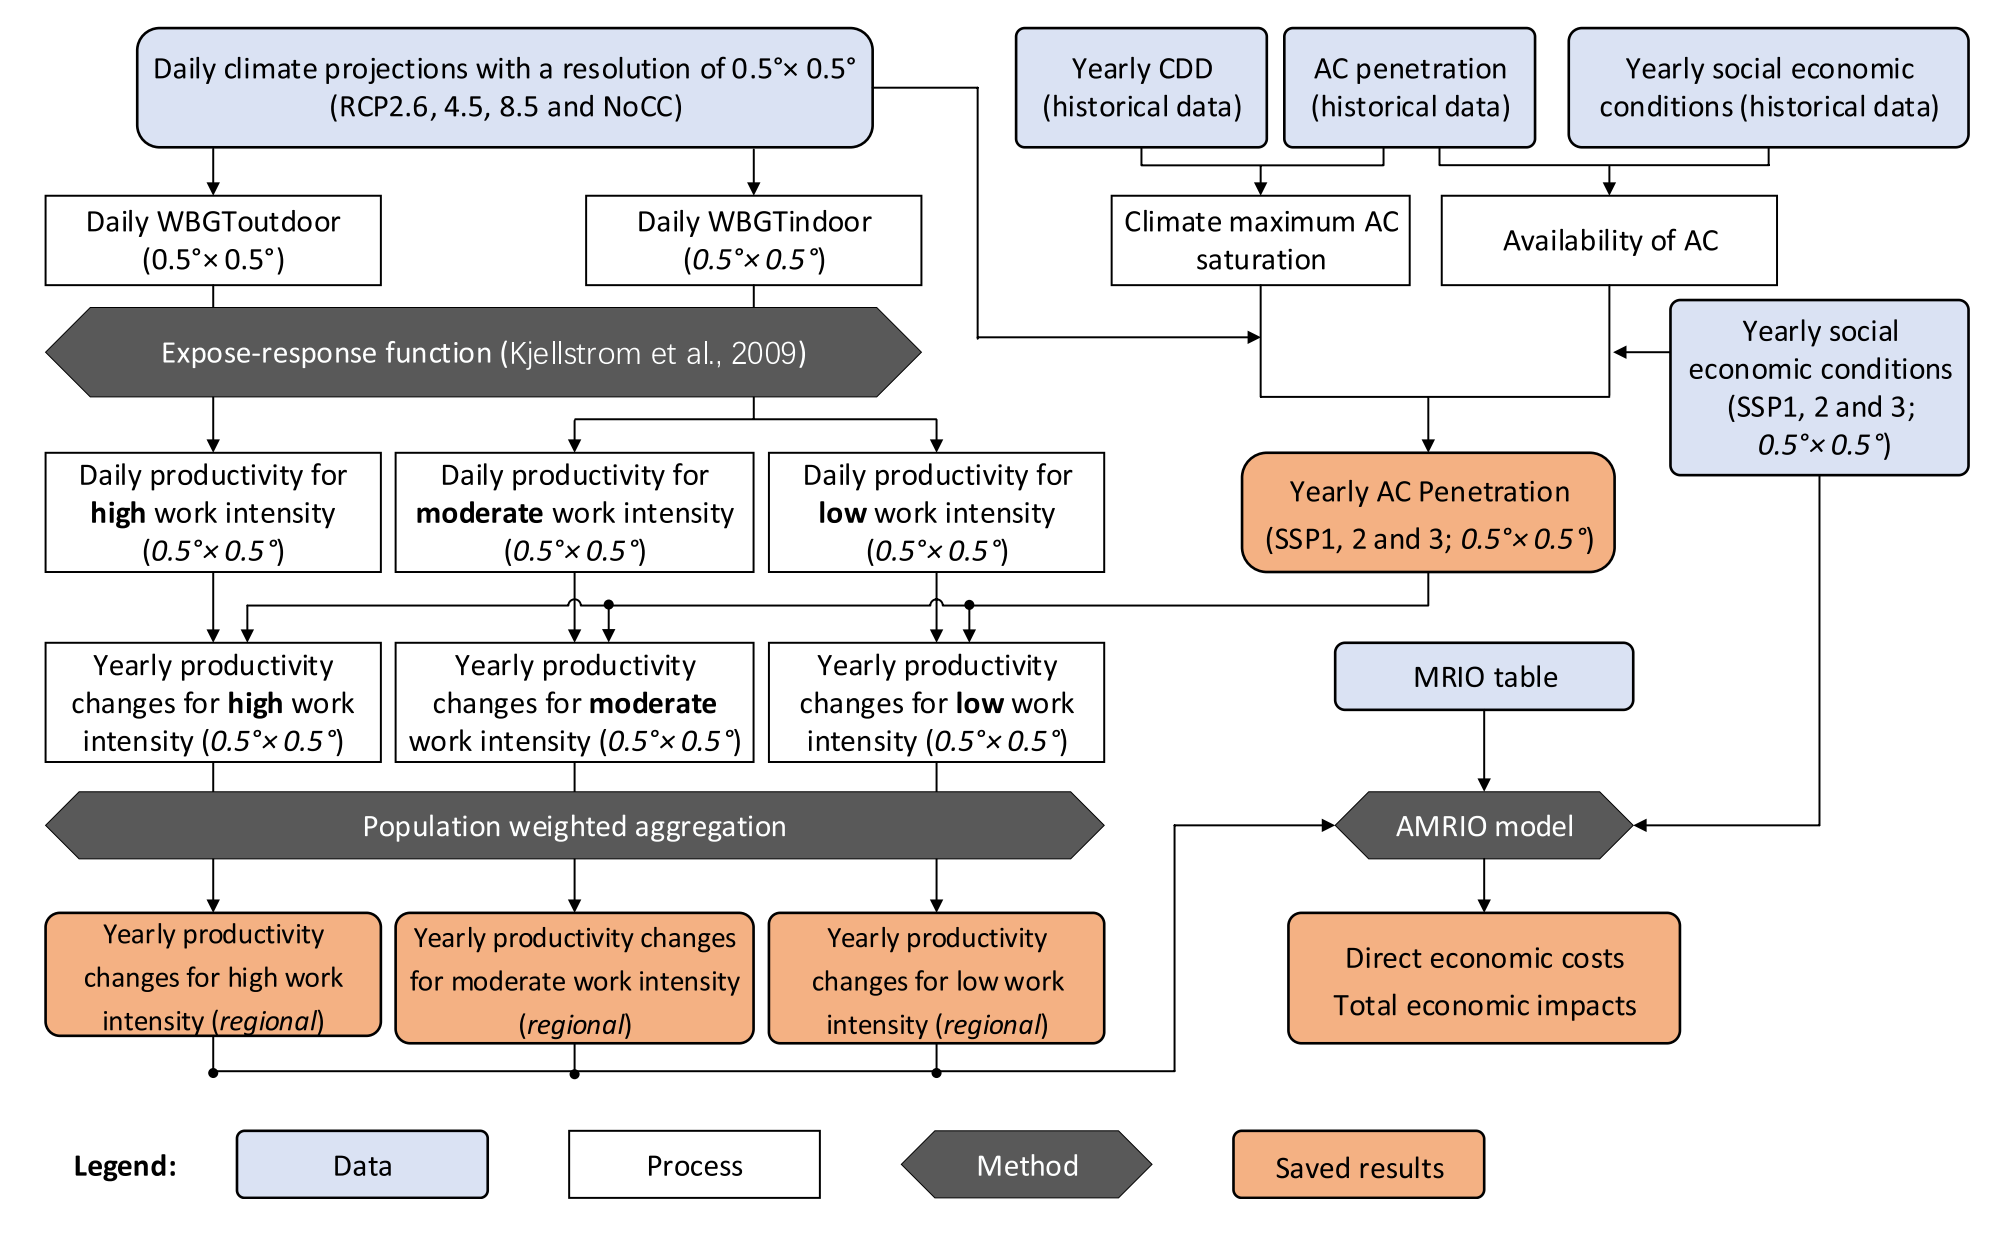 Daily climate projections with a resolution of 0.5°× 0.5°
(RCP2.6, 4.5, 8.5 and NoCC)
Yearly CDD
(historical data)
AC penetration
(historical data)
Yearly social economic
conditions (historical data)
Daily WBGToutdoor
(0.5°× 0.5°)
Daily WBGTindoor
(0.5°× 0.5°)
Climate maximum AC
saturation
Availability of AC
Expose-response function (Kjellstrom et al., 2009)
Yearly social
economic conditions
(SSP1, 2 and 3;
0.5°× 0.5°)
Daily productivity for
high work intensity
(0.5°× 0.5°)
Daily productivity for
moderate work intensity
(0.5°× 0.5°)
Daily productivity for
low work intensity
(0.5°× 0.5°)
Yearly AC Penetration
(SSP1, 2 and 3; 0.5°× 0.5°)
Yearly productivity
changes for high work
intensity (0.5°× 0.5°)
Yearly productivity
changes for moderate
work intensity (0.5°× 0.5°)
Yearly productivity
changes for low work
intensity (0.5°× 0.5°)
MRIO table
Population weighted aggregation
AMRIO model
Yearly productivity
changes for high work
intensity (regional)
Yearly productivity changes
for moderate work intensity
(regional)
Yearly productivity
changes for low work
intensity (regional)
Direct economic costs
Total economic impacts
Legend:
Data
Process
Method
Saved results